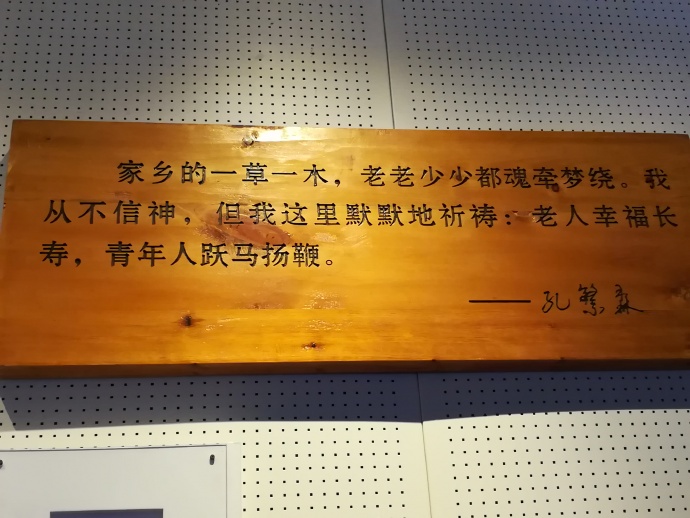 家乡的一草一木，老老少少都魂牵梦绕。我
从不信神，但我这里默默地祈祷：老人幸福长
寿，青年人跃马扬鞭。
——孔繁森